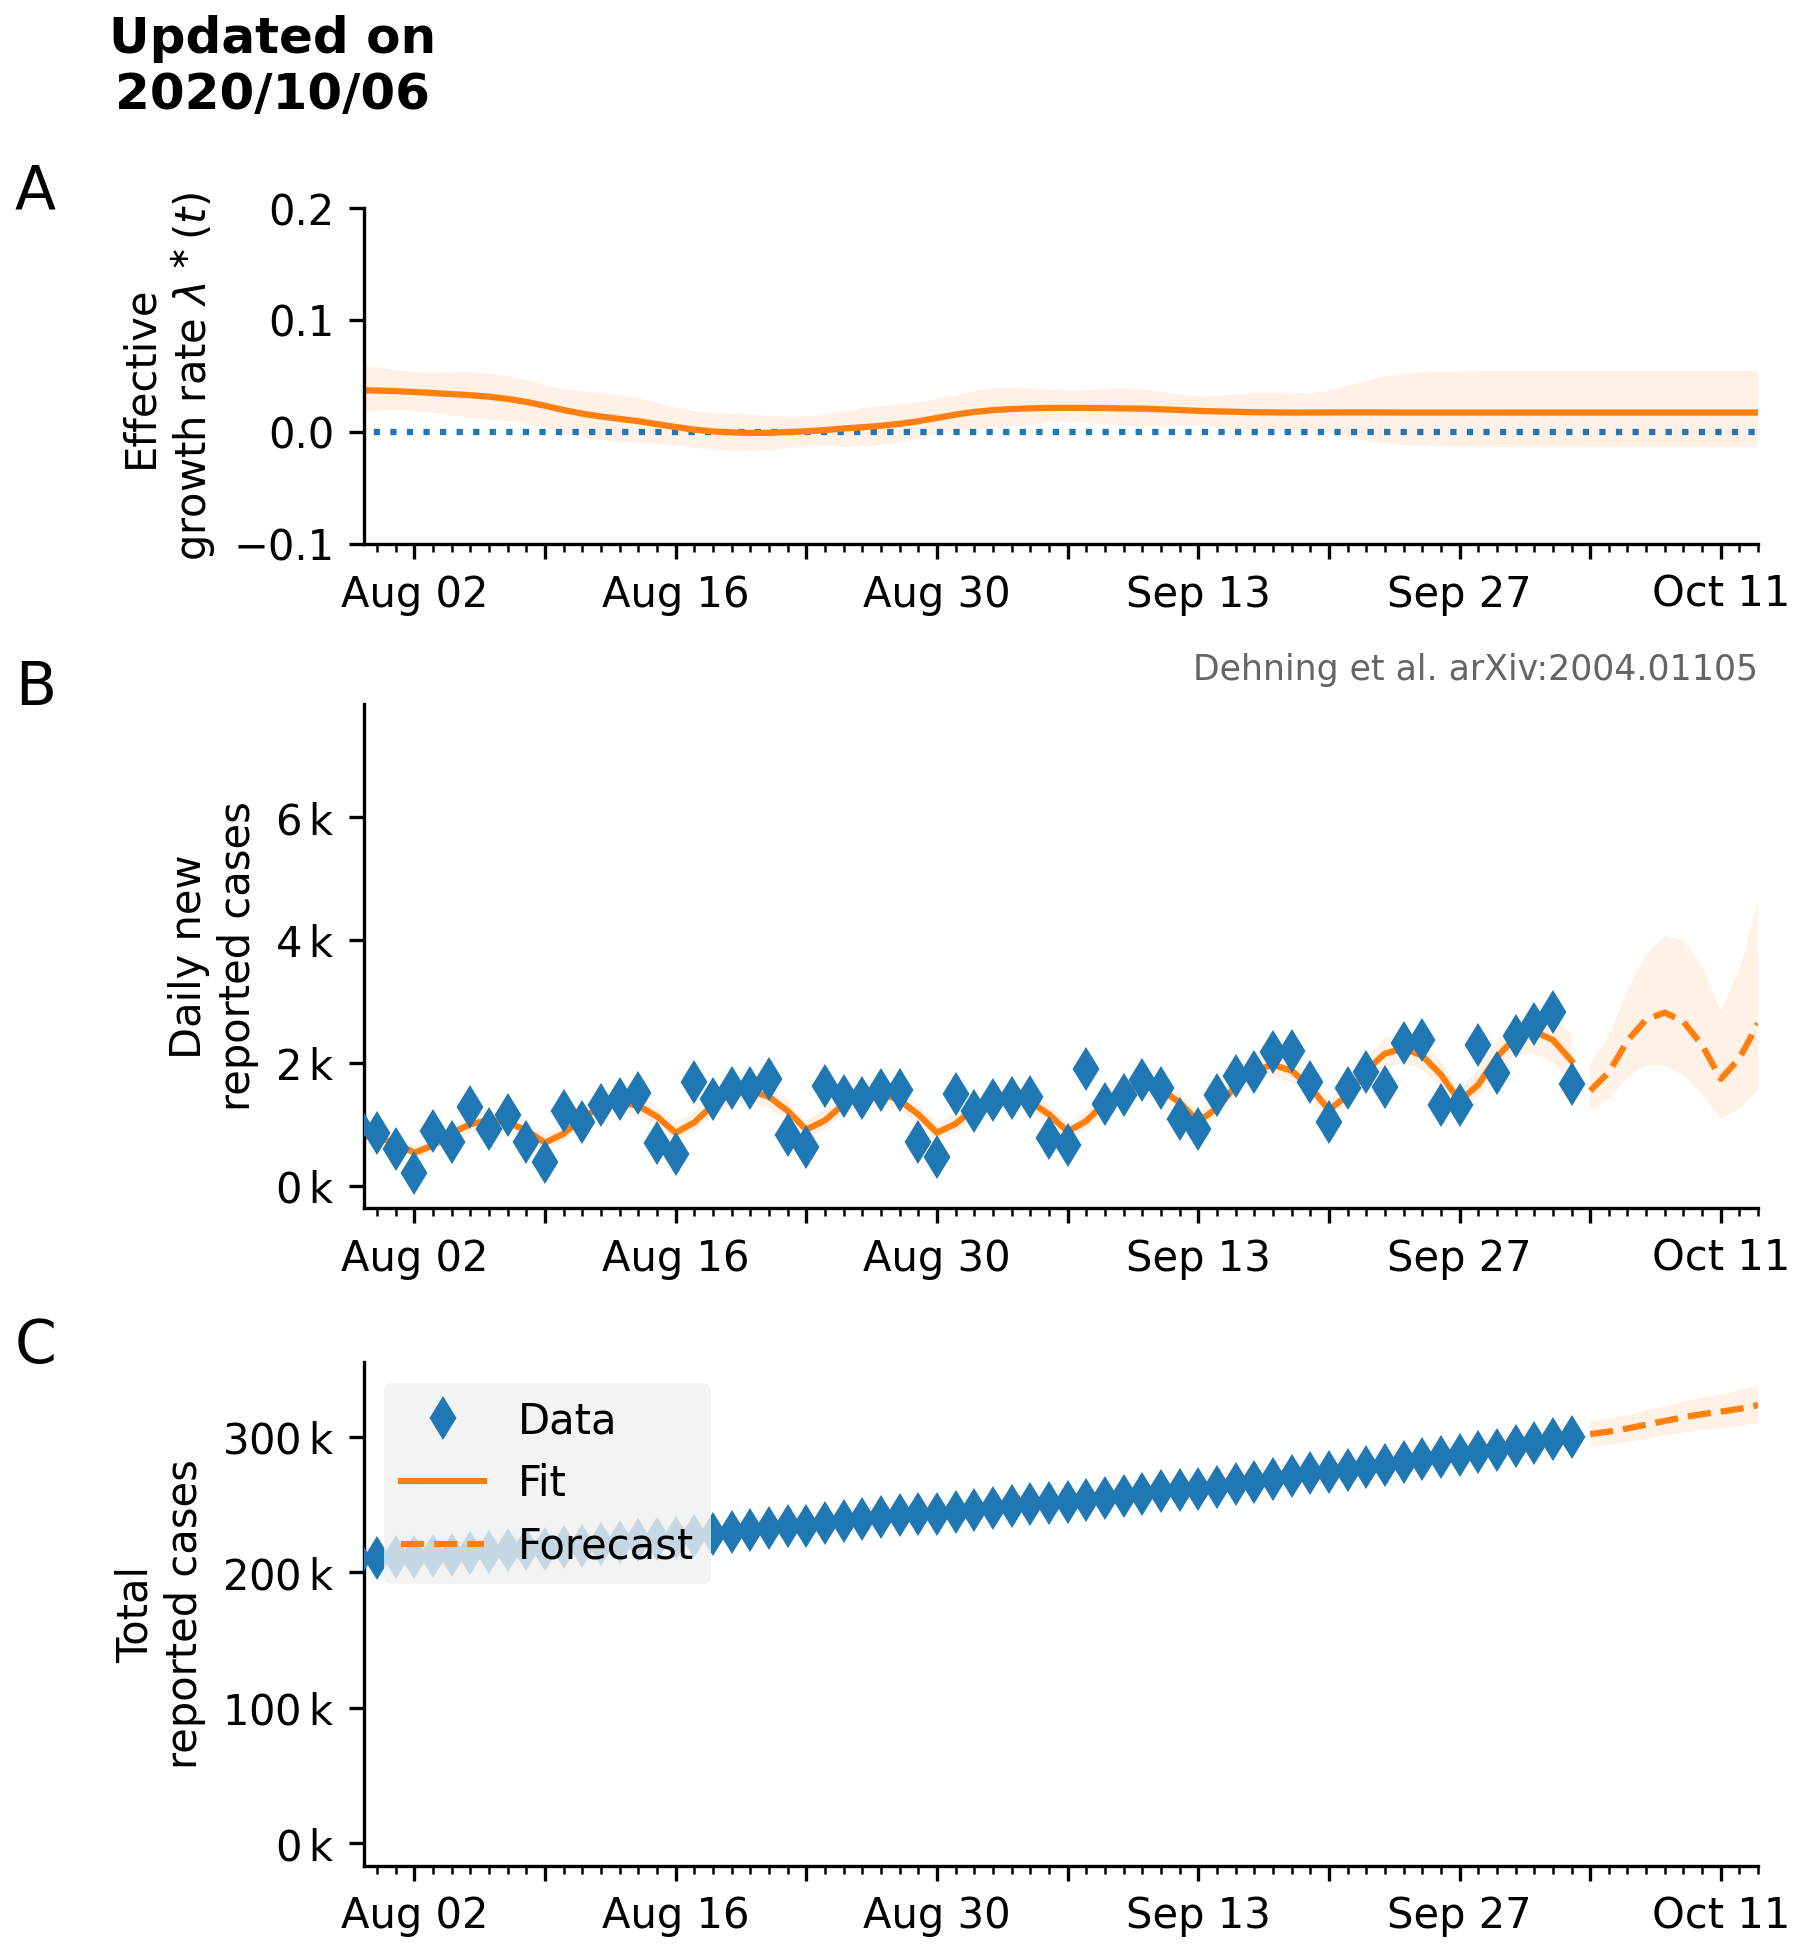 Updated on
2020/10/06
A
Effective
growth rate λ * (t)
0.2
0.1
0.0
−0.1
Aug 02 Aug 16 Aug 30 Sep 13 Sep 27 Oct 11
Dehning et al. arXiv:2004.01105
B
Daily new
reported cases
6 k
4 k
2 k
0 k
Aug 02 Aug 16 Aug 30 Sep 13 Sep 27 Oct 11
C
Total
reported cases
300 k
200 k
100 k
0 k
Data
Fit
Forecast
Aug 02 Aug 16 Aug 30 Sep 13 Sep 27 Oct 11